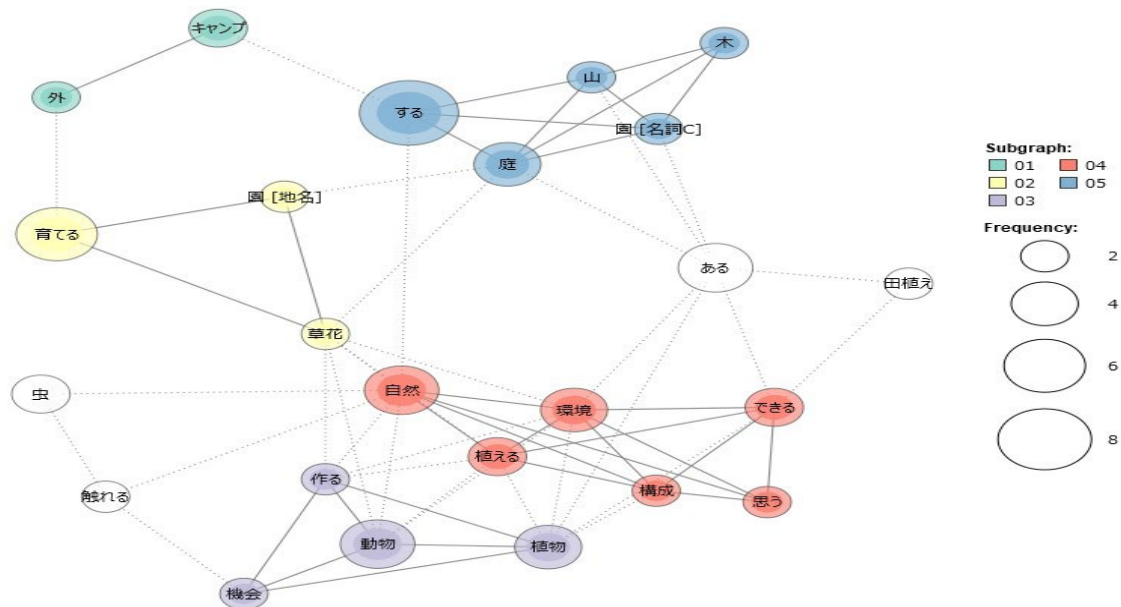 キャンプ
木
山
外
する
園 [名詞C]
庭
Subgraph:
01
04
02
05
03
園 [地名]
Frequency:
育てる
2
ある
田植え
4
草花
6
虫
自然
環境
できる
8
植える
作る
構成
触れる
思う
動物
植物
機会